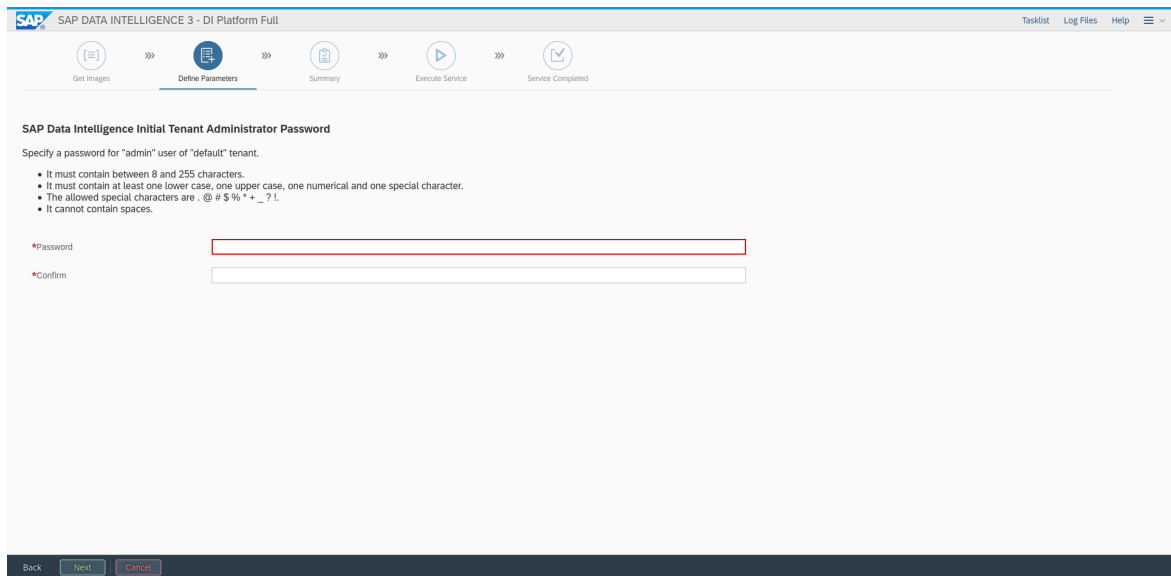 SAP SAP DATA INTELLIGENCE 3 - DI Platform Full Tasklist Log Files Help
Get Images Define Parameters Summary Execute Service Service Completed
SAP Data Intelligence Initial Tenant Administrator Password
Specify a password for "admin" user of "default" tenant.
• It must contain between 8 and 255 characters.
• It must contain at least one lower case, one upper case, one numerical and one special character.
• The allowed special characters are . @ # $ % * + _ ? !.
• It cannot contain spaces.
*Password
*Confirm
Back Next Cancel